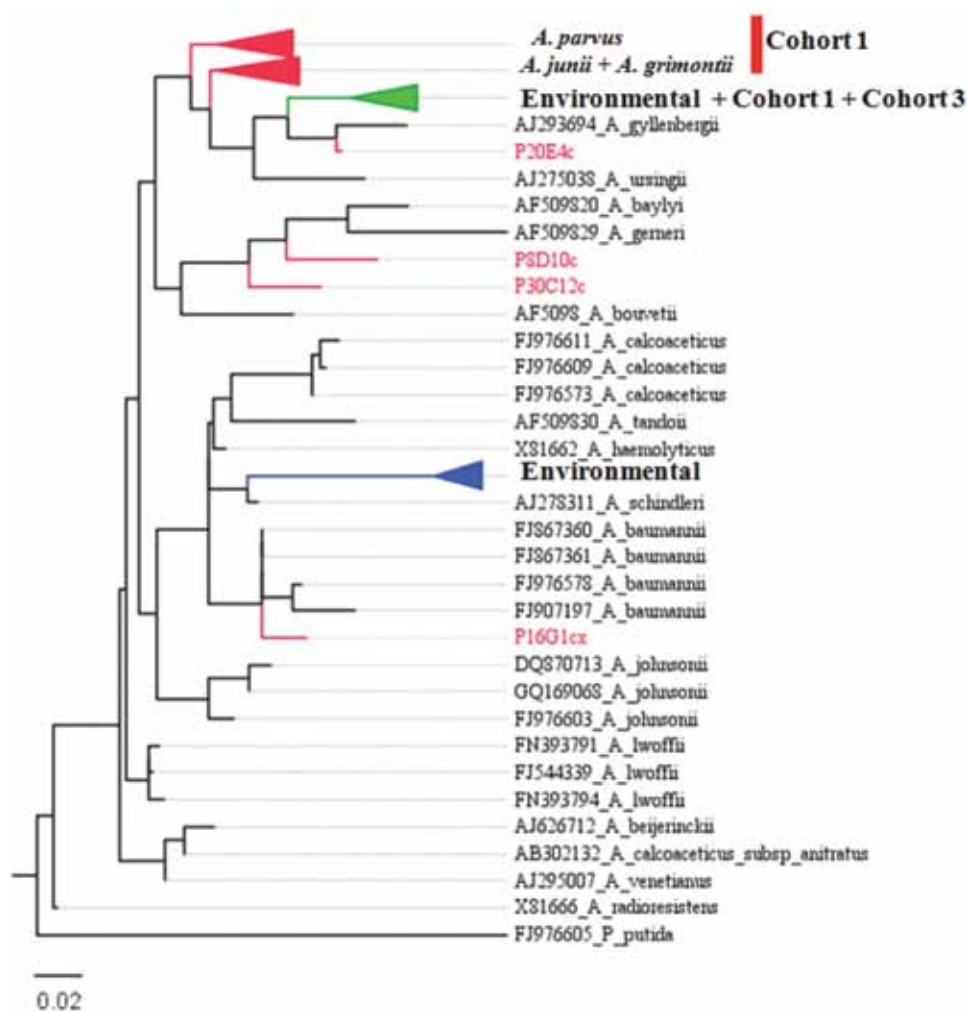 A. parvus
Cohort 1
A. junii + A. grimontii
Environmental + Cohort 1 + Cohort 3
AJ293694_A_gyllenbergii
P20E4c
AJ275038_A_ursingii
AF509820_A_baylyi
AF509829_A_gerneri
P8D10c
P30C12c
AF5098_A_bouvetii
FJ976611_A_calcoaceticus
FJ976609_A_calcoaceticus
FJ976573_A_calcoaceticus
AF509830_A_tandoii
X81662_A_haemolyticus
Environmental
AJ278311_A_schindleri
FJ867360_A_baumannii
FJ867361_A_baumannii
FJ976578_A_baumannii
FJ907197_A_baumannii
P16G1cx
DQ870713_A_johnsonii
GQ169068_A_johnsonii
FJ976603_A_johnsonii
FN393791_A_lwoffii
FJ544339_A_lwoffii
FN393794_A_lwoffii
AJ626712_A_beijerinckii
AB302132_A_calcoaceticus_subsp_anitratus
AJ295007_A_venetianus
X81666_A_radioresistens
FJ976605_P_putida
0.02